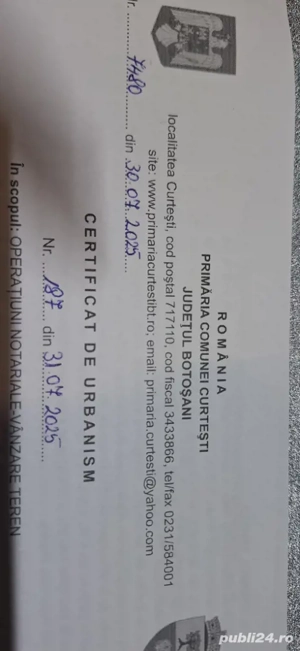 ROMÂNIA
PRIMĂRIA COMUNEI CURTEȘTI
JUDEȚUL BOTOȘANI
localitatea Curtești, cod poștal 717110, cod fiscal 3433866, tel/fax 0231/584001
site: www.primariacurtestibt.ro; email: primaria.curtesti@yahoo.com
Nr. ........7480........ din .30.07.2025....
CERTIFICAT DE URBANISM
Nr. ...187...... din 31.07.2025......
În scopul: OPERAȚIUNI NOTARIALE-VÂNZARE TEREN
publi24.ro